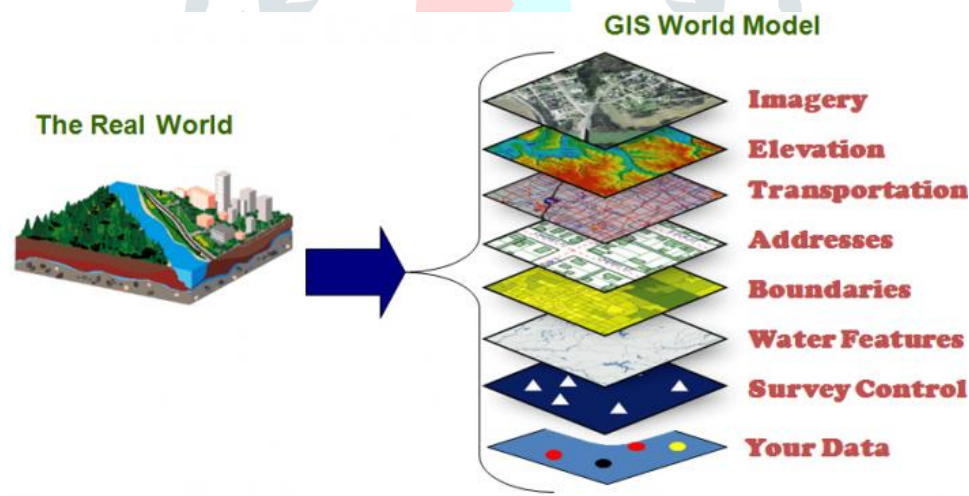 GIS World Model
The Real World
Imagery
Elevation
Transportation
Addresses
Boundaries
Water Features
Survey Control
Your Data